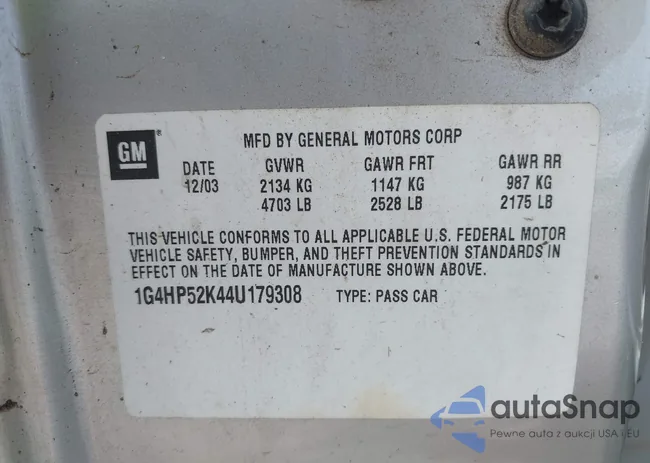 GM®
MFD BY GENERAL MOTORS CORP
DATE GVWR GAWR FRT GAWR RR
12/03 2134 KG 1147 KG 987 KG
4703 LB 2528 LB 2175 LB
THIS VEHICLE CONFORMS TO ALL APPLICABLE U.S. FEDERAL MOTOR
VEHICLE SAFETY, BUMPER, AND THEFT PREVENTION STANDARDS IN
EFFECT ON THE DATE OF MANUFACTURE SHOWN ABOVE.
1G4HP52K44U179308 TYPE: PASS CAR
autaSnap
Pewne auta z aukcji USA i EU